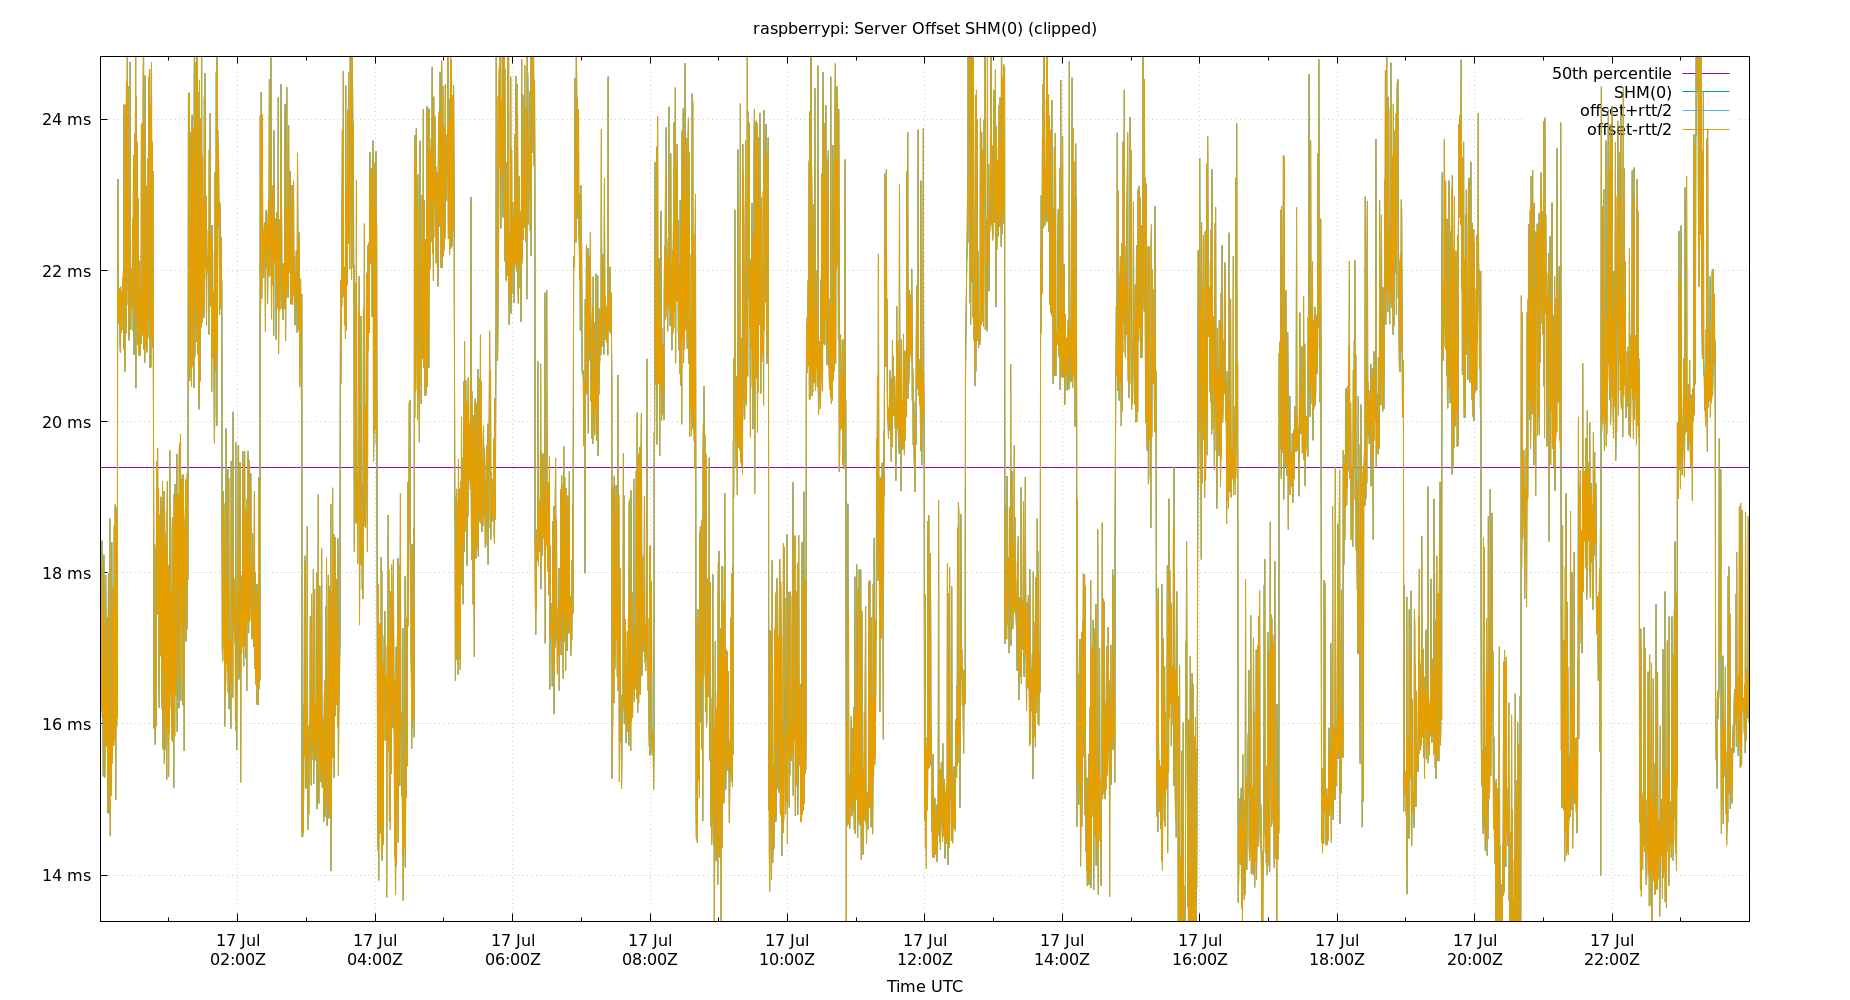 raspberrypi: Server Offset SHM(0) (clipped)
50th percentile
SHM(0)
offset+rtt/2
offset-rtt/2
24 ms
22 ms
20 ms
18 ms
16 ms
14 ms
17 Jul 17 Jul 17 Jul 17 Jul 17 Jul 17 Jul 17 Jul 17 Jul 17 Jul 17 Jul 17 Jul
02:00Z 04:00Z 06:00Z 08:00Z 10:00Z 12:00Z 14:00Z 16:00Z 18:00Z 20:00Z 22:00Z
Time UTC